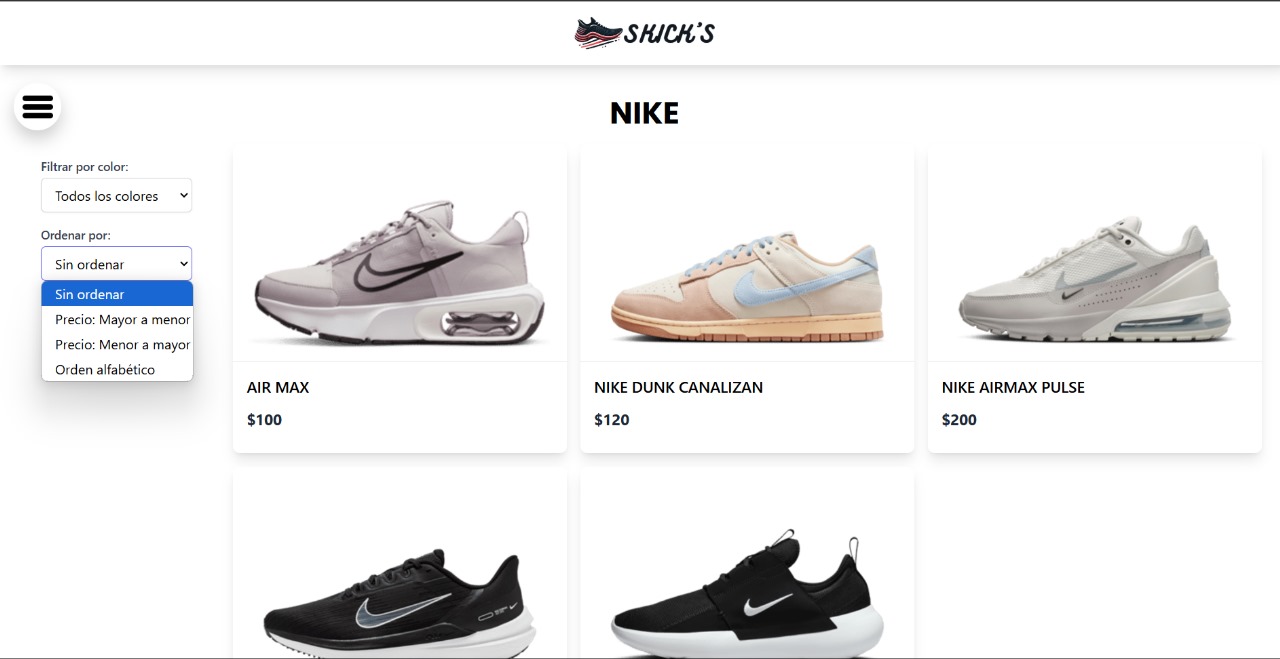 SKICK'S
NIKE
Filtrar por color:
Todos los colores
Ordenar por:
Sin ordenar
Sin ordenar
Precio: Mayor a menor
Precio: Menor a mayor
Orden alfabético
AIR MAX
$100
NIKE DUNK CANALIZAN
$120
NIKE AIRMAX PULSE
$200